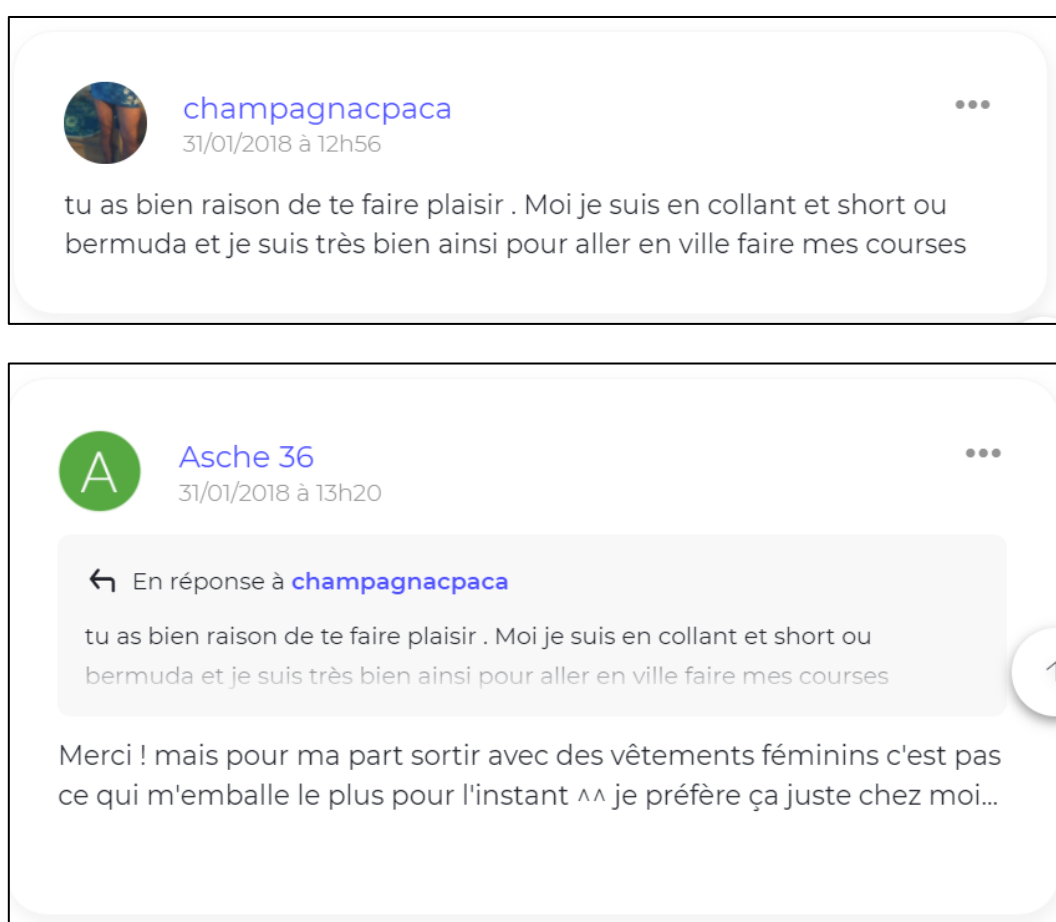 champagnacpaca
31/01/2018 à 12h56
tu as bien raison de te faire plaisir . Moi je suis en collant et short ou
bermuda et je suis très bien ainsi pour aller en ville faire mes courses
A
Asche 36
31/01/2018 à 13h20
En réponse à champagnacpaca
tu as bien raison de te faire plaisir . Moi je suis en collant et short ou
bermuda et je suis très bien ainsi pour aller en ville faire mes courses
Merci ! mais pour ma part sortir avec des vêtements féminins c'est pas
ce qui m'emballe le plus pour l'instant ^^ je préfère ça juste chez moi...